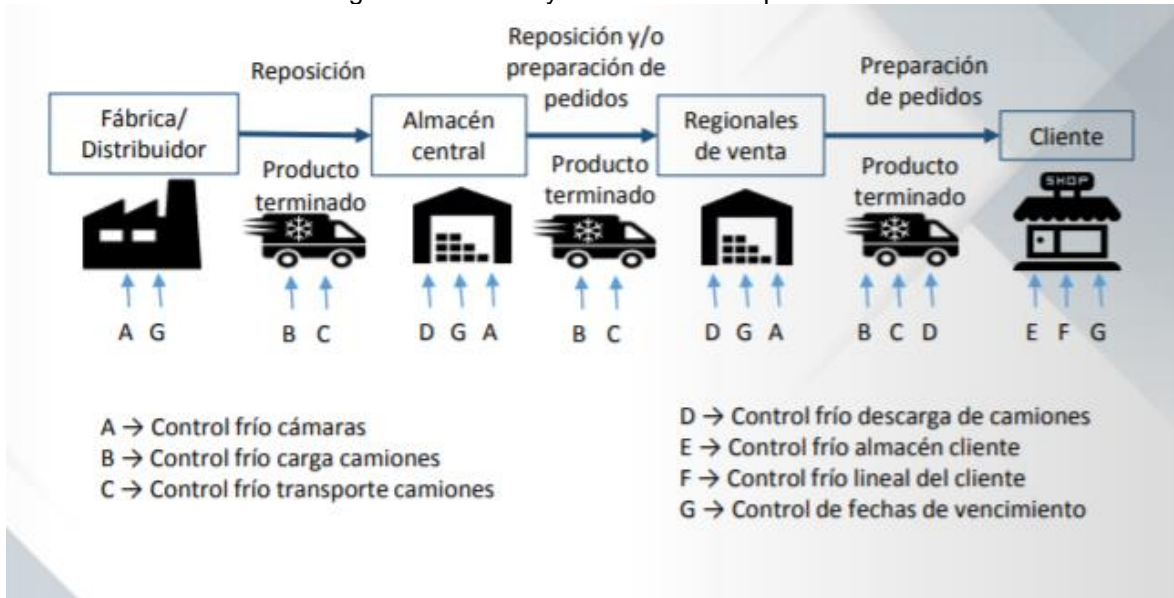 Reposición
Reposición y/o
preparación de
pedidos
Preparación
de pedidos
Fábrica/
Distribuidor
Almacén
central
Regionales
de venta
Cliente
Producto
terminado
Producto
terminado
Producto
terminado
SHOP
A G
B C
D G A
B C
D G A
B C D
E F G
A → Control frío cámaras
B → Control frío carga camiones
C → Control frío transporte camiones
D → Control frío descarga de camiones
E → Control frío almacén cliente
F → Control frío lineal del cliente
G → Control de fechas de vencimiento